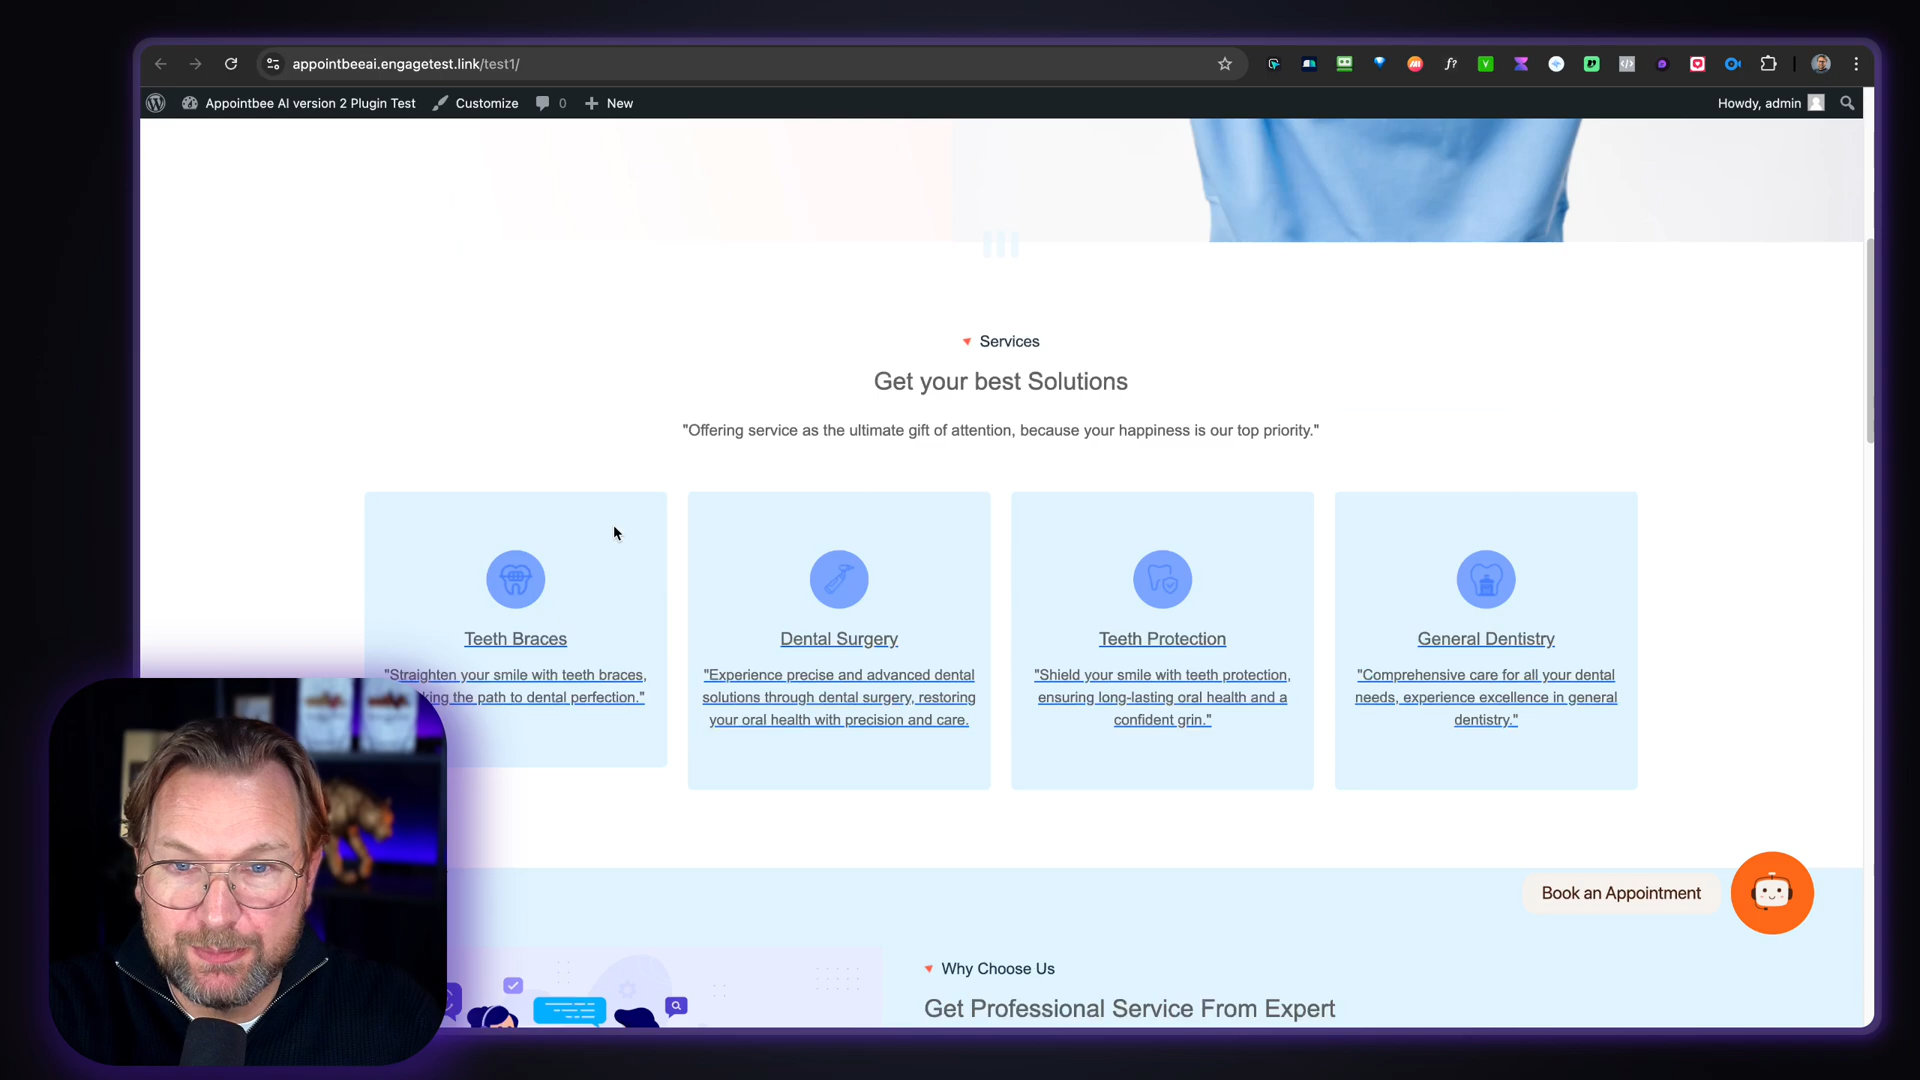 appointbeeai.engagetest.link/test1/
Appointbee AI version 2 Plugin Test
Customize
0
New
Howdy, admin
Services
Get your best Solutions
"Offering service as the ultimate gift of attention, because your happiness is our top priority."
Teeth Braces
"Straighten your smile with teeth braces,
king the path to dental perfection."
Dental Surgery
"Experience precise and advanced dental
solutions through dental surgery, restoring
your oral health with precision and care.
Teeth Protection
"Shield your smile with teeth protection,
ensuring long-lasting oral health and a
confident grin."
General Dentistry
"Comprehensive care for all your dental
needs, experience excellence in general
dentistry."
Book an Appointment
Why Choose Us
Get Professional Service From Expert